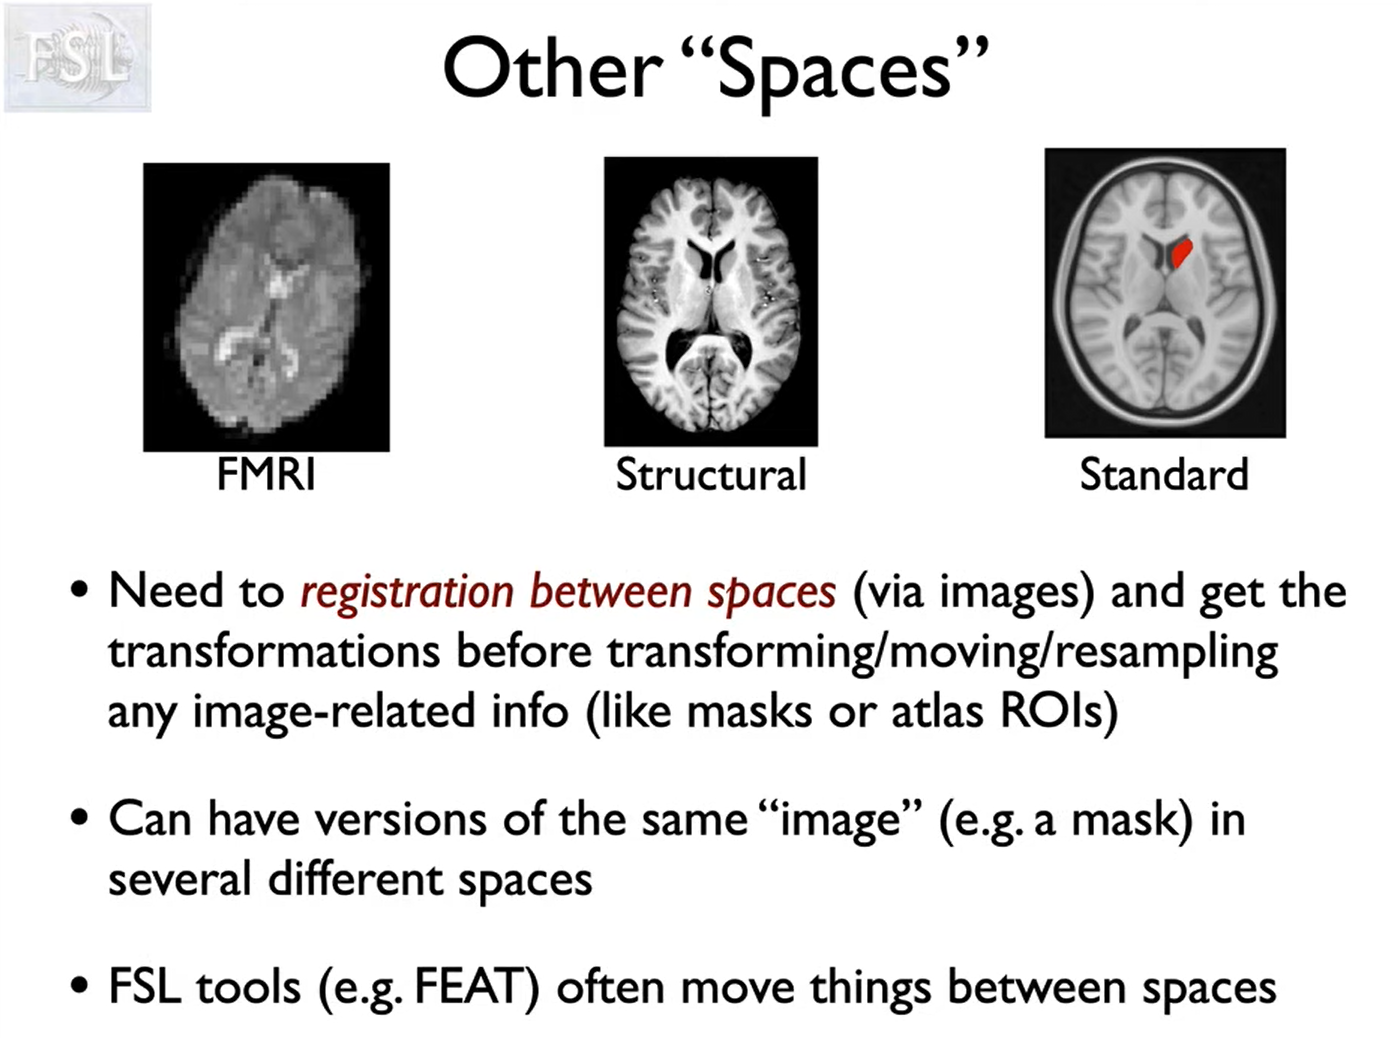 FSL
Other “Spaces”
FMRI
Structural
Standard
• Need to registration between spaces (via images) and get the
transformations before transforming/moving/resampling
any image-related info (like masks or atlas ROIs)
• Can have versions of the same “image” (e.g. a mask) in
several different spaces
• FSL tools (e.g. FEAT) often move things between spaces